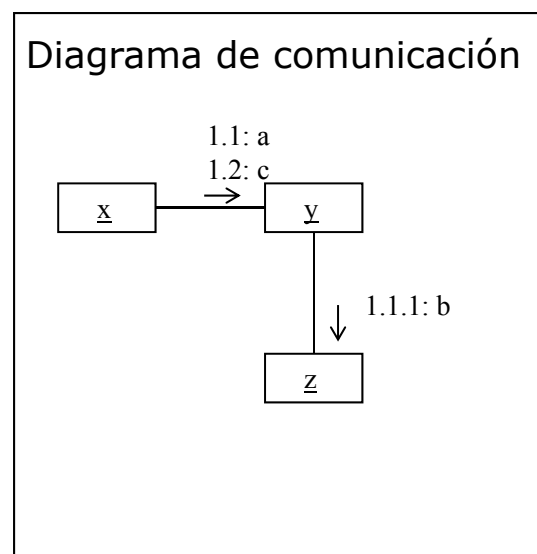 Diagrama de comunicación
1.1: a
1.2: c
x
y
1.1.1: b
z